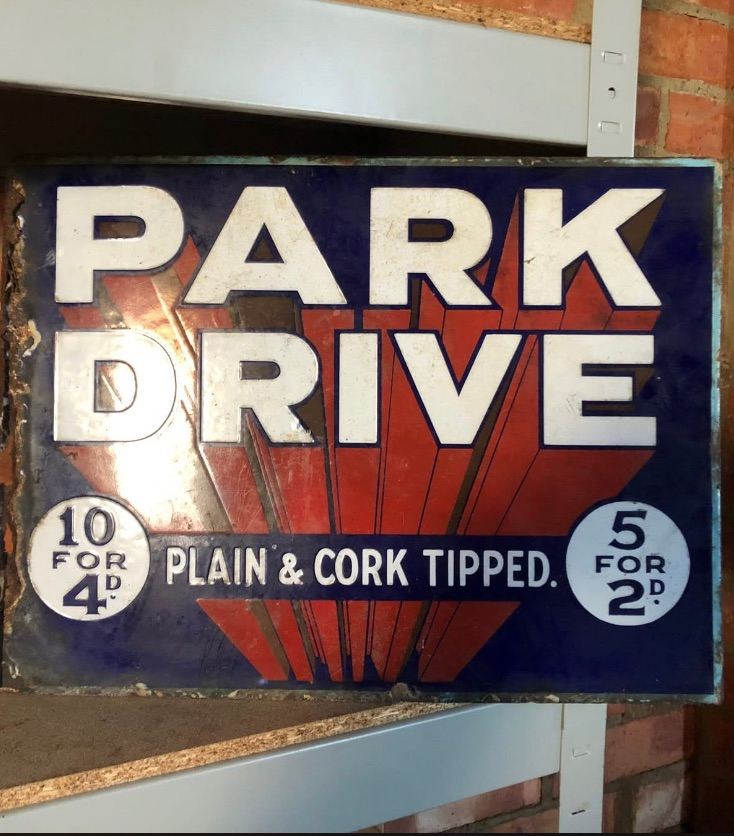 PARK
DRIVE
10
FOR
4D.
PLAIN & CORK TIPPED.
5
FOR
2D.